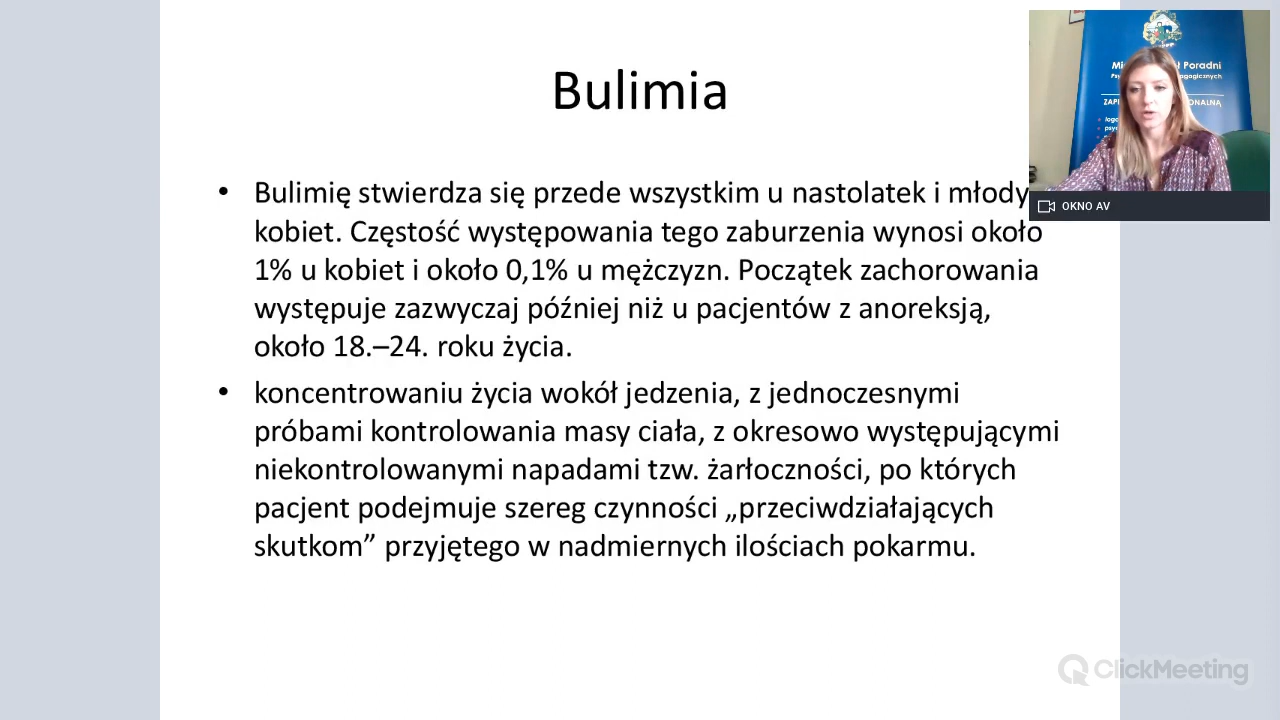 Bulimia
• Bulimię stwierdza się przede wszystkim u nastolatek i młody
kobiet. Częstość występowania tego zaburzenia wynosi około
1% u kobiet i około 0,1% u mężczyzn. Początek zachorowania
występuje zazwyczaj później niż u pacjentów z anoreksją,
około 18.–24. roku życia.
• koncentrowaniu życia wokół jedzenia, z jednoczesnymi
próbami kontrolowania masy ciała, z okresowo występującymi
niekontrolowanymi napadami tzw. żarłoczności, po których
pacjent podejmuje szereg czynności „przeciwdziałających
skutkom” przyjętego w nadmiernych ilościach pokarmu.
Poradni
OKNO AV
ClickMeeting